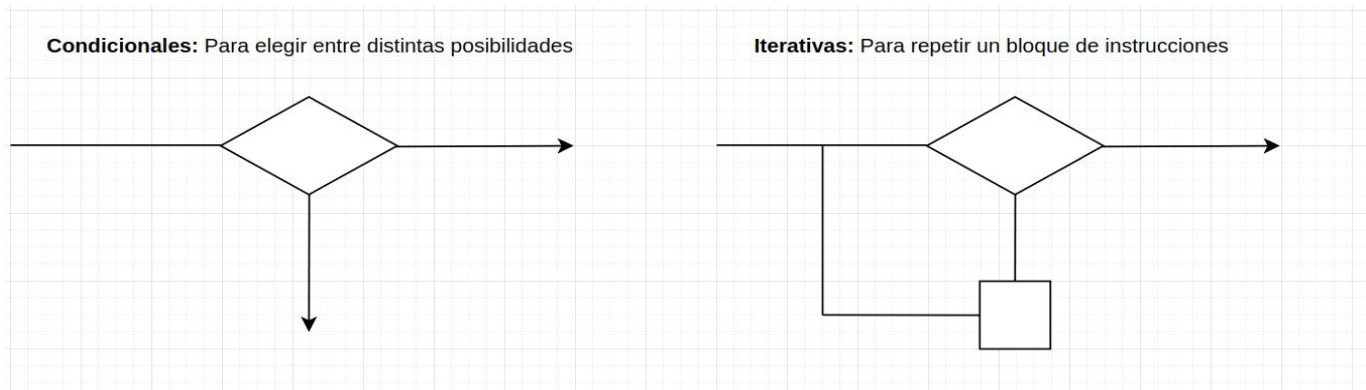 Condicionales: Para elegir entre distintas posibilidades
Iterativas: Para repetir un bloque de instrucciones